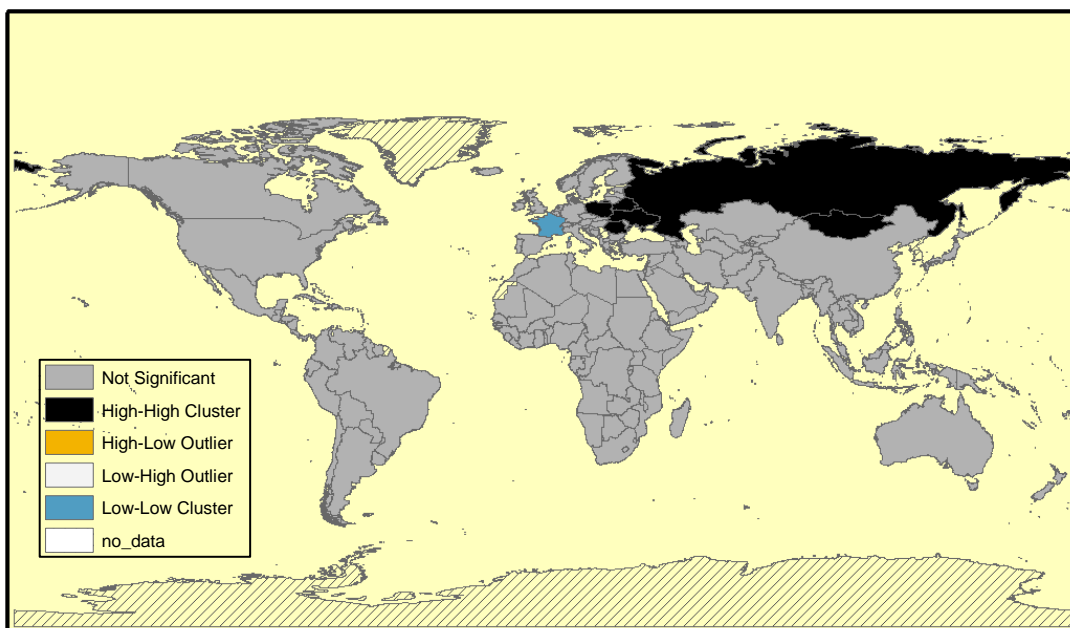 Not Significant
High-High Cluster
High-Low Outlier
Low-High Outlier
Low-Low Cluster
no_data